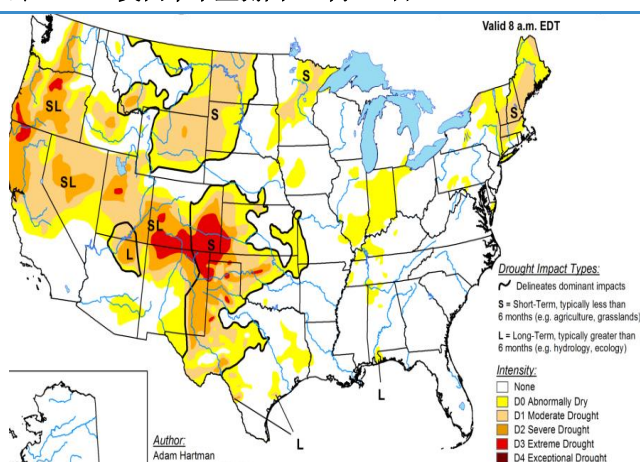 Valid 8 a.m. EDT
S
S
S
SL
SL
SL
S
L
L
L
Drought Impact Types:
Delineates dominant impacts
S = Short-Term, typically less than
6 months (e.g. agriculture, grasslands)
L = Long-Term, typically greater than
6 months (e.g. hydrology, ecology)
Intensity:
None
D0 Abnormally Dry
D1 Moderate Drought
D2 Severe Drought
D3 Extreme Drought
D4 Exceptional Drought
Author:
Adam Hartman